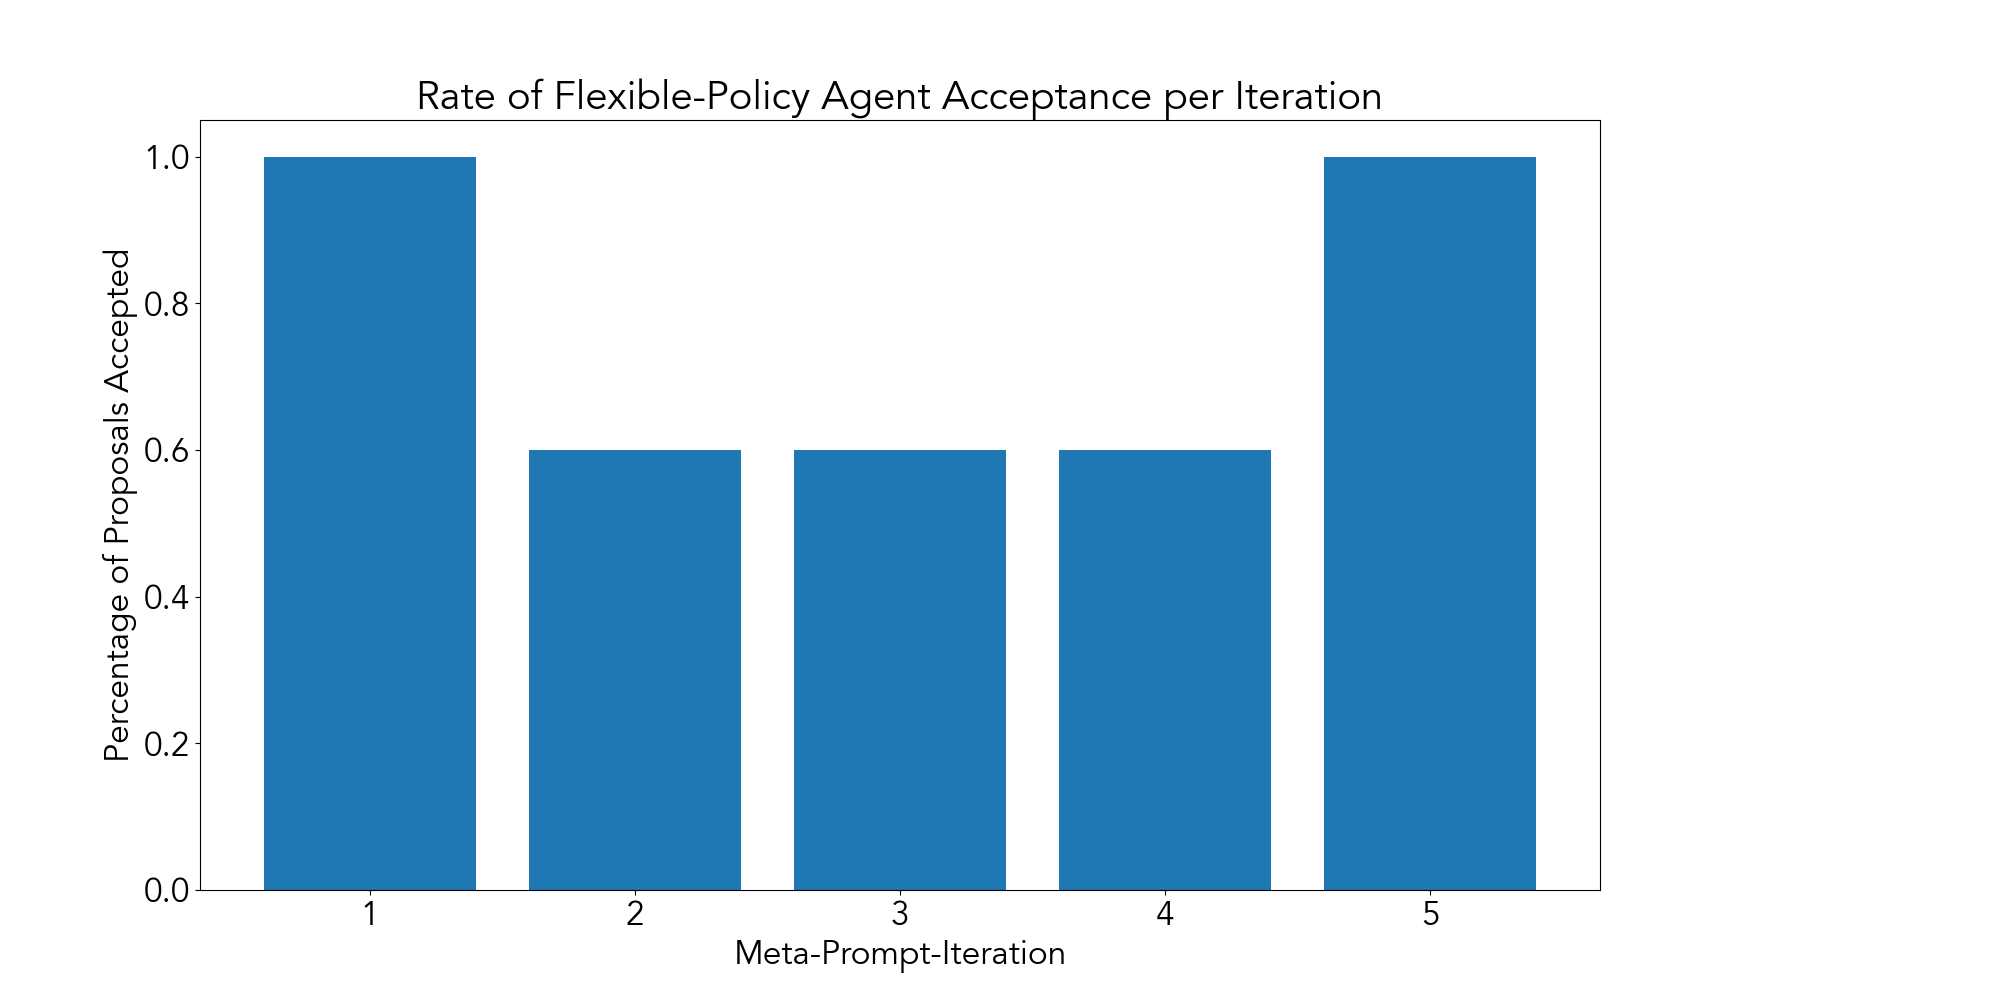 Rate of Flexible-Policy Agent Acceptance per Iteration
Percentage of Proposals Accepted
1.0
0.8
0.6
0.4
0.2
0.0
1 2 3 4 5
Meta-Prompt-Iteration